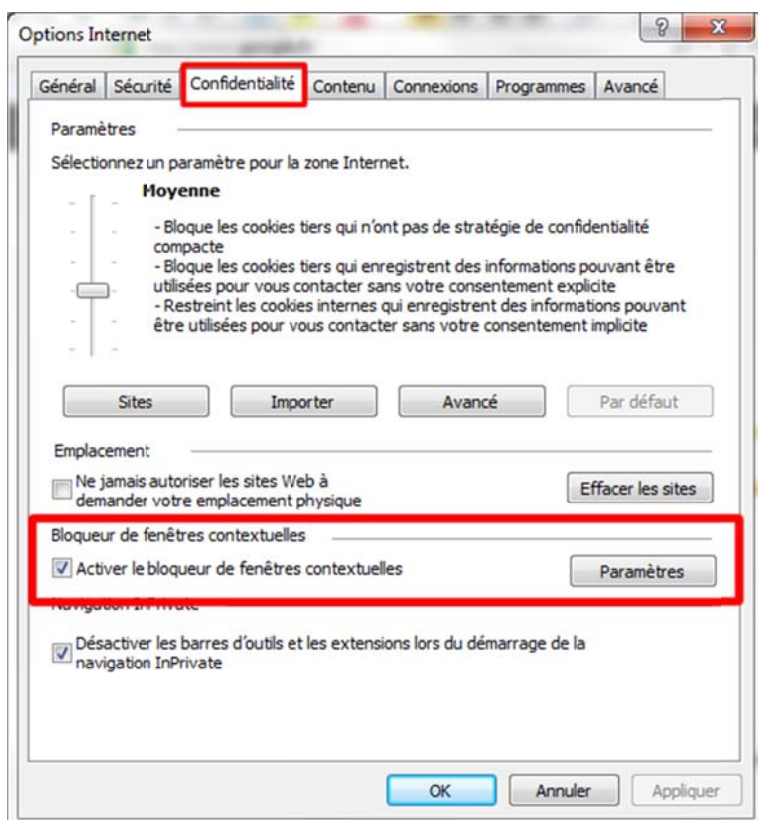 Options Internet
Général Sécurité Confidentialité Contenu Connexions Programmes Avancé
Paramètres
Sélectionnez un paramètre pour la zone Internet.
Moyenne
- Bloque les cookies tiers qui n'ont pas de stratégie de confidentialité
compacte
- Bloque les cookies tiers qui enregistrent des informations pouvant être
utilisées pour vous contacter sans votre consentement explicite
- Restreint les cookies internes qui enregistrent des informations pouvant
être utilisées pour vous contacter sans votre consentement implicite
Sites Importer Avancé Par défaut
Emplacement
Ne jamais autoriser les sites Web à
demander votre emplacement physique
Effacer les sites
Bloqueur de fenêtres contextuelles
Activer le bloqueur de fenêtres contextuelles
Paramètres
Navigation InPrivate
Désactiver les barres d'outils et les extensions lors du démarrage de la
navigation InPrivate
OK Annuler Appliquer